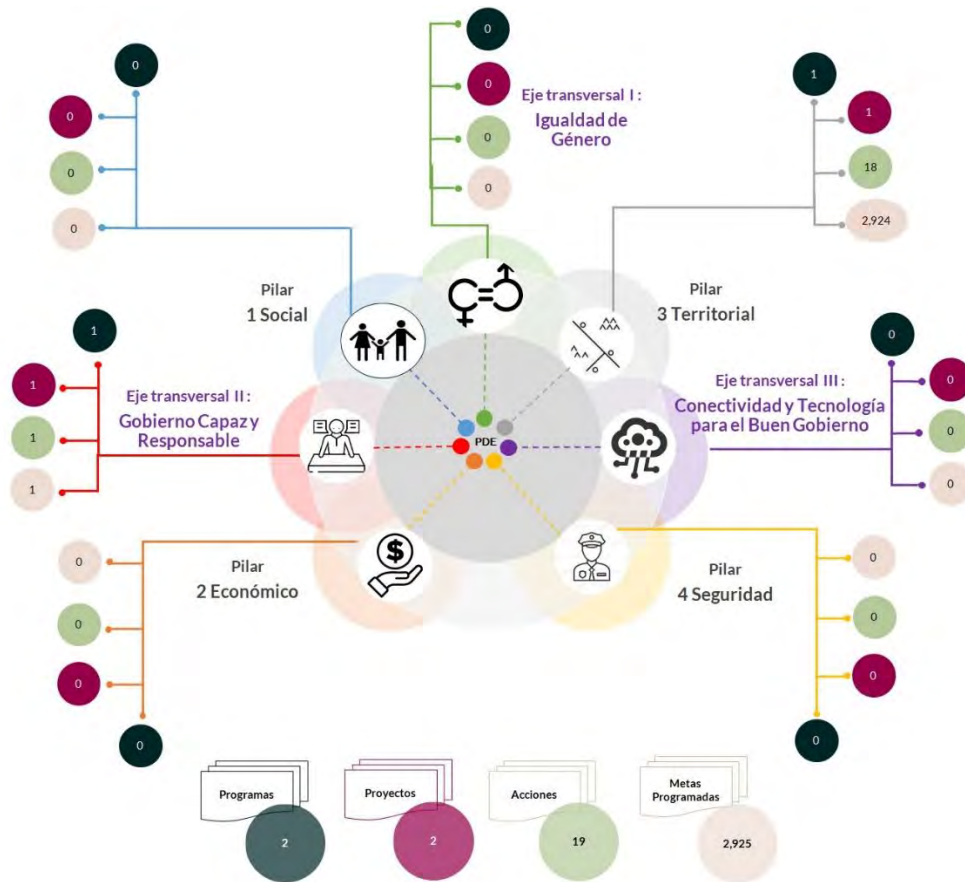 0
0
0
0
Eje transversal I :
Igualdad de
Género
0
0
0
0
1
1
18
2,924
Pilar
1 Social
Pilar
3 Territorial
1
1
1
1
Eje transversal II :
Gobierno Capaz y
Responsable
PDE
Eje transversal III :
Conectividad y Tecnología
para el Buen Gobierno
0
0
0
0
Pilar
2 Económico
0
0
0
0
$
Pilar
4 Seguridad
0
0
0
0
Programas
2
Proyectos
2
Acciones
19
Metas
Programadas
2,925